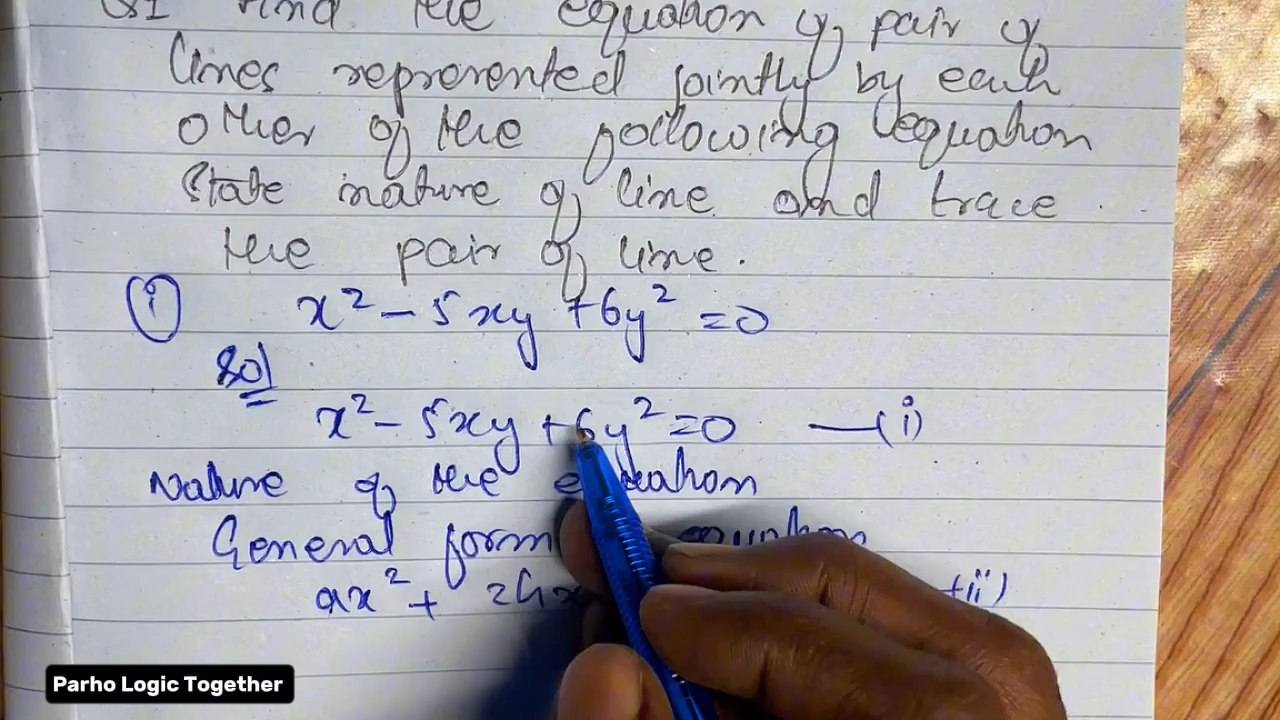 Q1 Find the equation of pair of
lines represented jointly by each
other of the following equation
State nature of line and trace
the pair of line.
(i) x² - 5xy + 6y² = 0
Sol
x² - 5xy + 6y² = 0 —(i)
Nature of the
General form
ax² + 2hx
Parho Logic Together